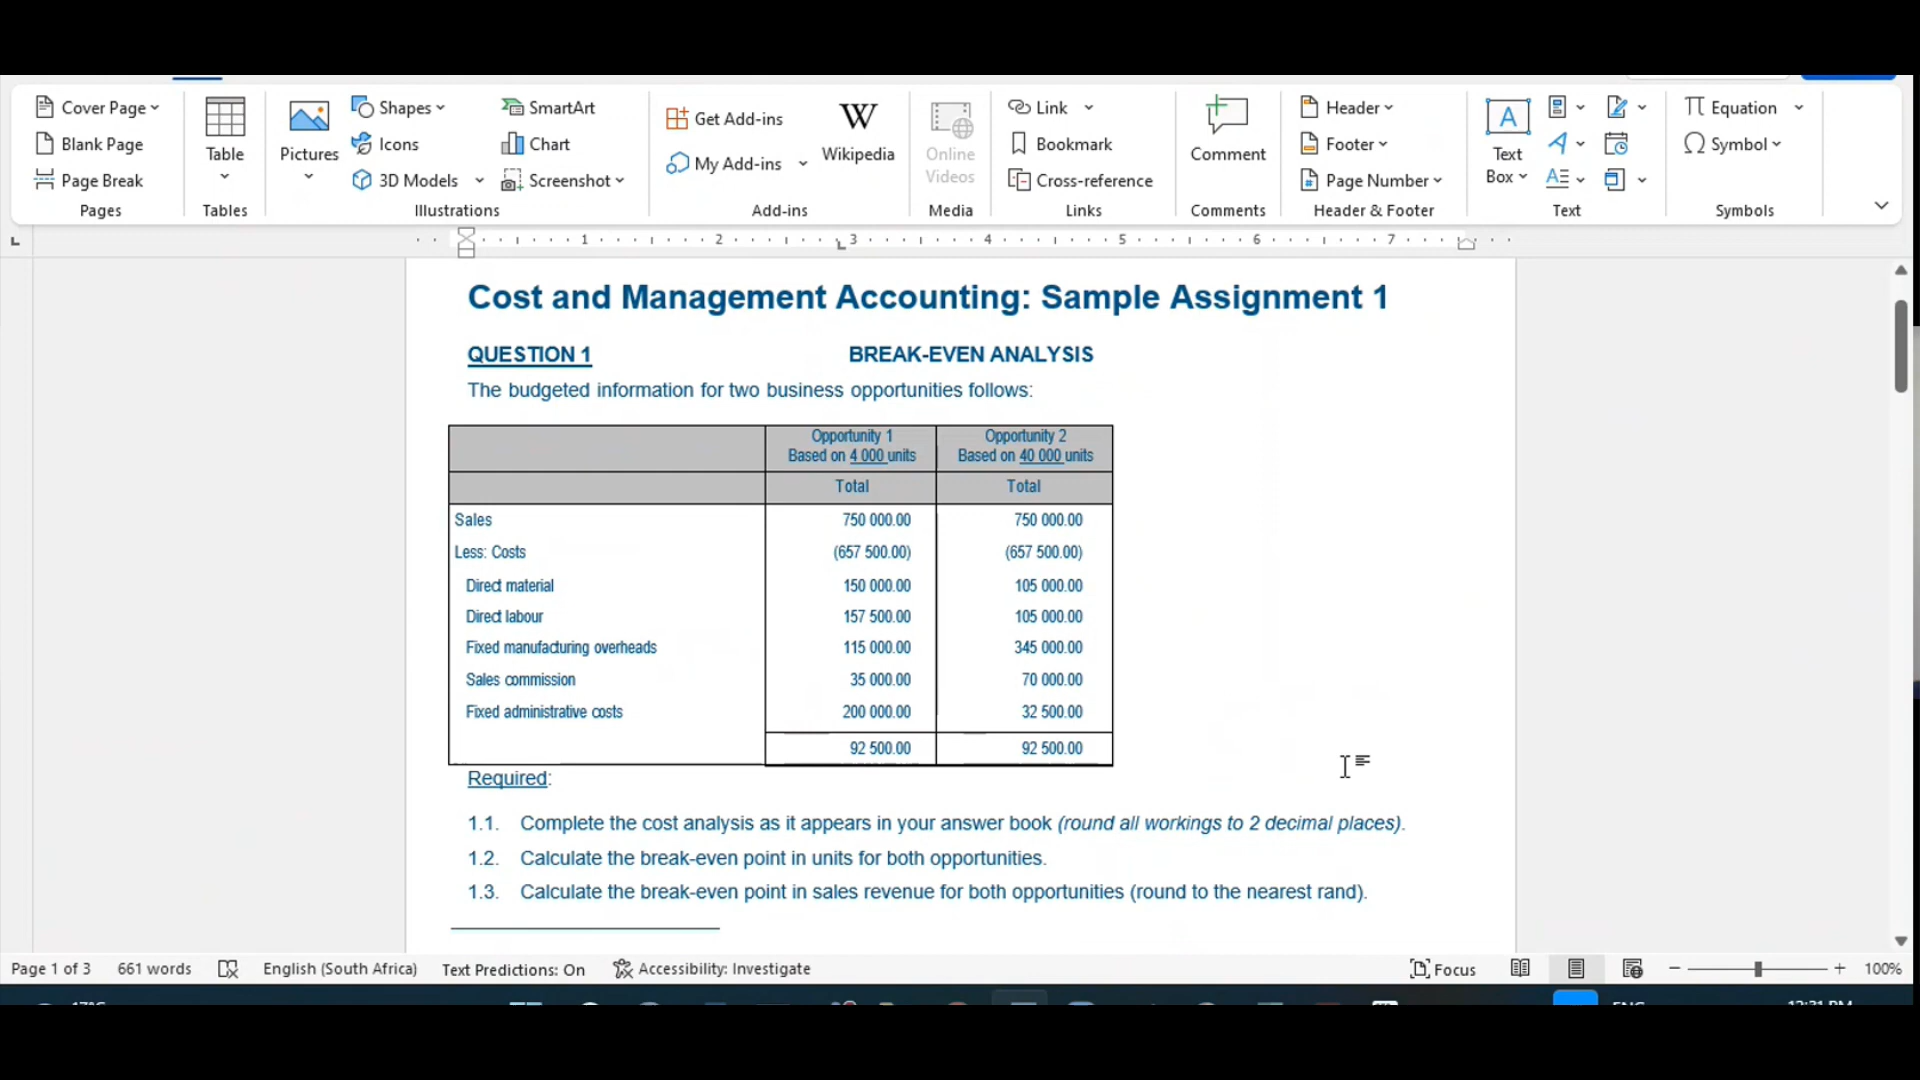 Cover Page
Blank Page
Page Break
Pages
Table
Tables
Pictures
Shapes
Icons
3D Models
SmartArt
Chart
Screenshot
Illustrations
Get Add-ins
My Add-ins
Add-ins
W
Wikipedia
Online
Videos
Media
Link
Bookmark
Cross-reference
Links
Comment
Comments
Header
Footer
Page Number
Header & Footer
A
Text
Box
Text
Equation
Symbol
Symbols
1 2 3 4 5 6 7
Cost and Management Accounting: Sample Assignment 1
QUESTION 1 BREAK-EVEN ANALYSIS
The budgeted information for two business opportunities follows:
Opportunity 1 Opportunity 2
Based on 4 000 units Based on 40 000 units
Total Total
Sales 750 000.00 750 000.00
Less: Costs (657 500.00) (657 500.00)
Direct material 150 000.00 105 000.00
Direct labour 157 500.00 105 000.00
Fixed manufacturing overheads 115 000.00 345 000.00
Sales commission 35 000.00 70 000.00
Fixed administrative costs 200 000.00 32 500.00
92 500.00 92 500.00
Required:
1.1. Complete the cost analysis as it appears in your answer book (round all workings to 2 decimal places).
1.2. Calculate the break-even point in units for both opportunities.
1.3. Calculate the break-even point in sales revenue for both opportunities (round to the nearest rand).
Page 1 of 3 661 words English (South Africa) Text Predictions: On Accessibility: Investigate Focus 100%